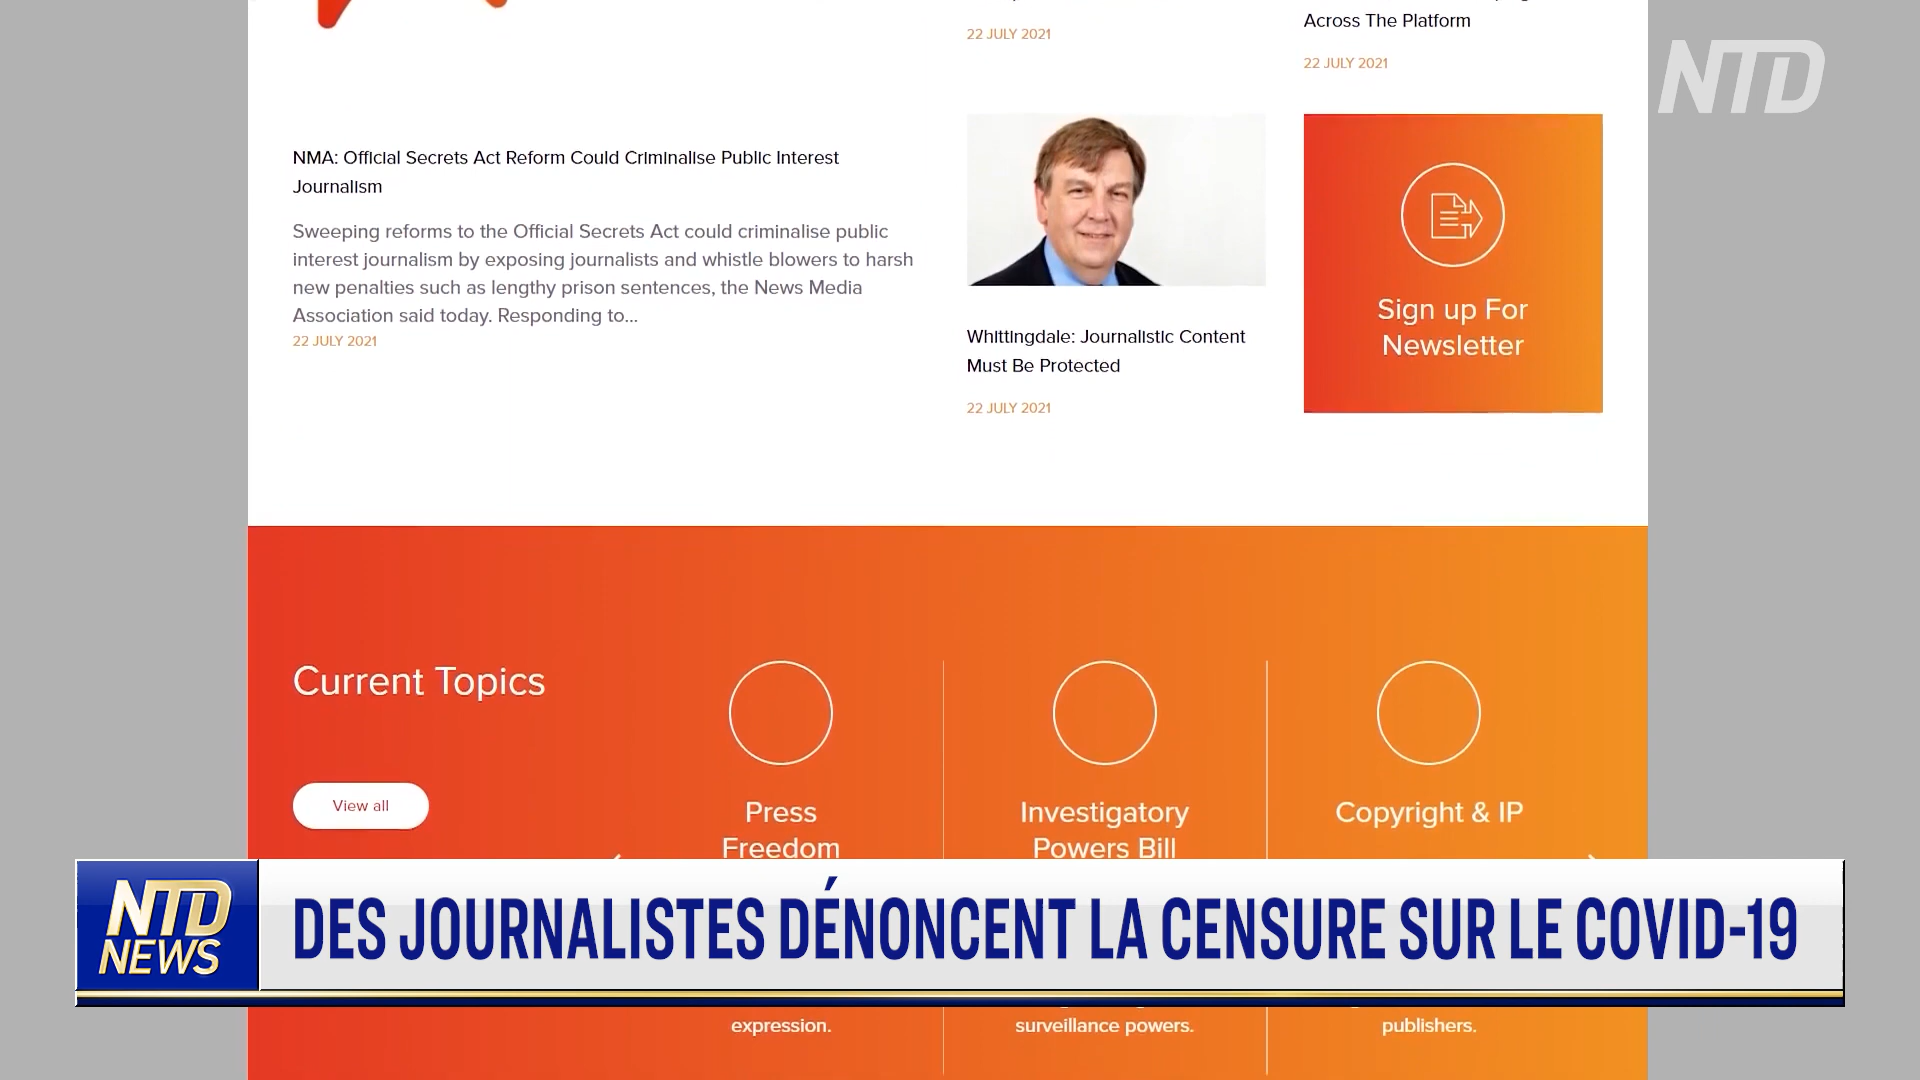 Across The Platform
22 JULY 2021
22 JULY 2021
NTD
NMA: Official Secrets Act Reform Could Criminalise Public Interest
Journalism
Sweeping reforms to the Official Secrets Act could criminalise public
interest journalism by exposing journalists and whistle blowers to harsh
new penalties such as lengthy prison sentences, the News Media
Association said today. Responding to...
22 JULY 2021
Whittingdale: Journalistic Content
Must Be Protected
22 JULY 2021
Sign up For
Newsletter
Current Topics
View all
Press
Freedom
Investigatory
Powers Bill
Copyright & IP
NTD
NEWS
DES JOURNALISTES DÉNONCENT LA CENSURE SUR LE COVID-19
expression.
surveillance powers.
publishers.